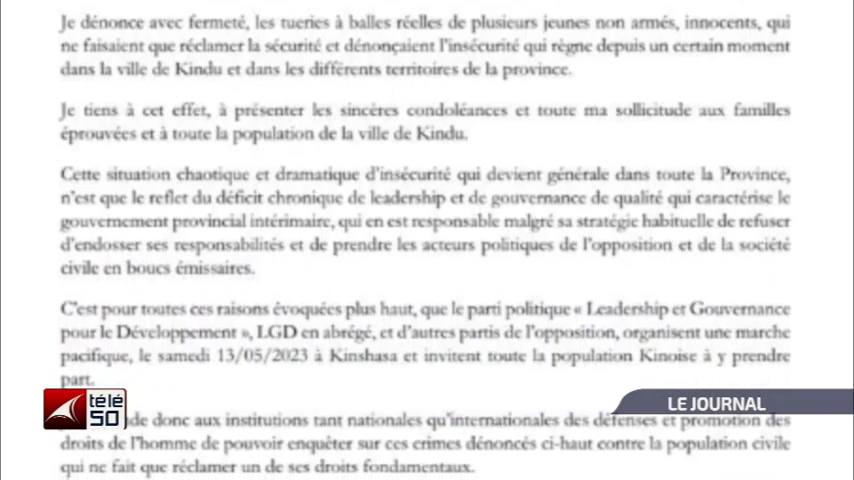 Je dénonce avec fermeté, les tueries à balles réelles de plusieurs jeunes non armés, innocents, qui
ne faisaient que réclamer la sécurité et dénonçaient l'insécurité qui règne depuis un certain moment
dans la ville de Kindu et dans les différents territoires de la province.
Je tiens à cet effet, à présenter les sincères condoléances et toute ma sollicitude aux familles
éprouvées et à toute la population de la ville de Kindu.
Cette situation chaotique et dramatique d'insécurité qui devient générale dans toute la Province,
n'est que le reflet du déficit chronique de leadership et de gouvernance de qualité qui caractérise le
gouvernement provincial intérimaire, qui en est responsable malgré sa stratégie habituelle de refuser
d'endosser ses responsabilités et de prendre les acteurs politiques de l'opposition et de la société
civile en boucs émissaires.
C'est pour toutes ces raisons évoquées plus haut, que le parti politique « Leadership et Gouvernance
pour le Développement », LGD en abrégé, et d'autres partis de l'opposition, organisent une marche
pacifique, le samedi 13/05/2023 à Kinshasa et invitent toute la population Kinoise à y prendre
part.
télé
50
LE JOURNAL
de donc aux institutions tant nationales qu'internationales des défenses et promotion des
droits de l'homme de pouvoir enquêter sur ces crimes dénoncés ci-haut contre la population civile
qui ne fait que réclamer un de ses droits fondamentaux.